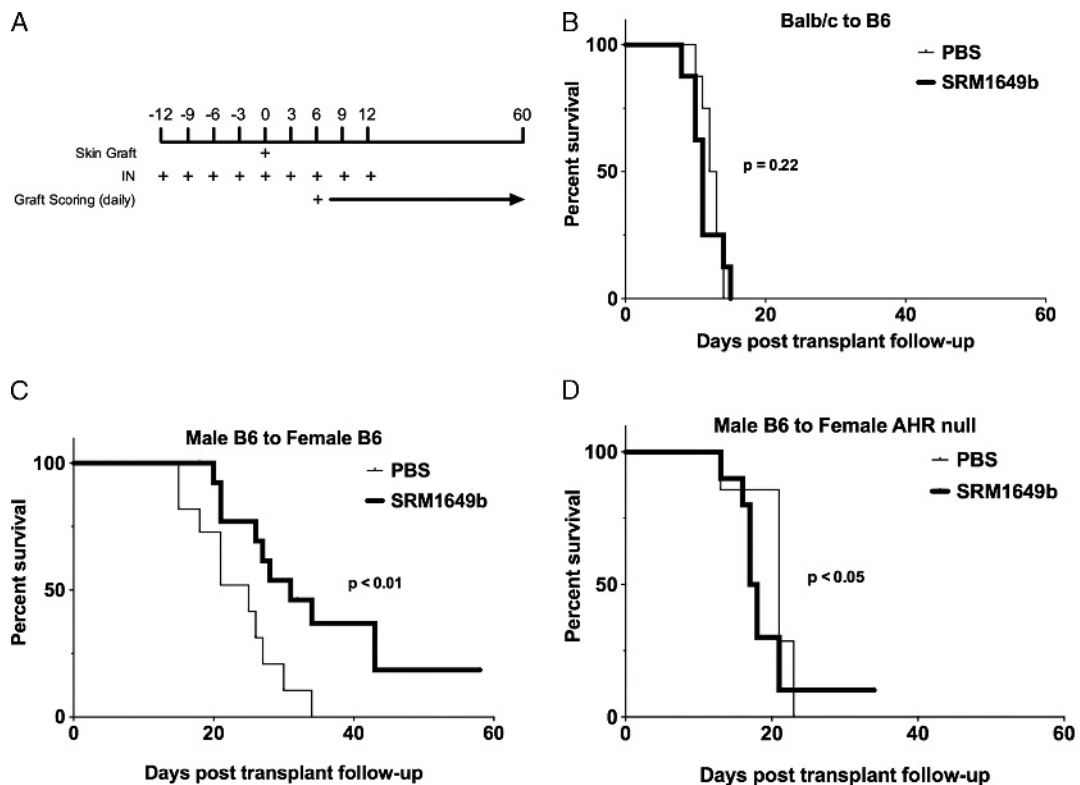 A
-12 -9 -6 -3 0 3 6 9 12 60
Skin Graft +
IN + + + + + + + + +
Graft Scoring (daily) +
B
Balb/c to B6
PBS
SRM1649b
p = 0.22
Percent survival
100
50
0
0 20 40 60
Days post transplant follow-up
C
Male B6 to Female B6
PBS
SRM1649b
p < 0.01
Percent survival
100
50
0
0 20 40 60
Days post transplant follow-up
D
Male B6 to Female AHR null
PBS
SRM1649b
p < 0.05
Percent survival
100
50
0
0 20 40 60
Days post transplant follow-up